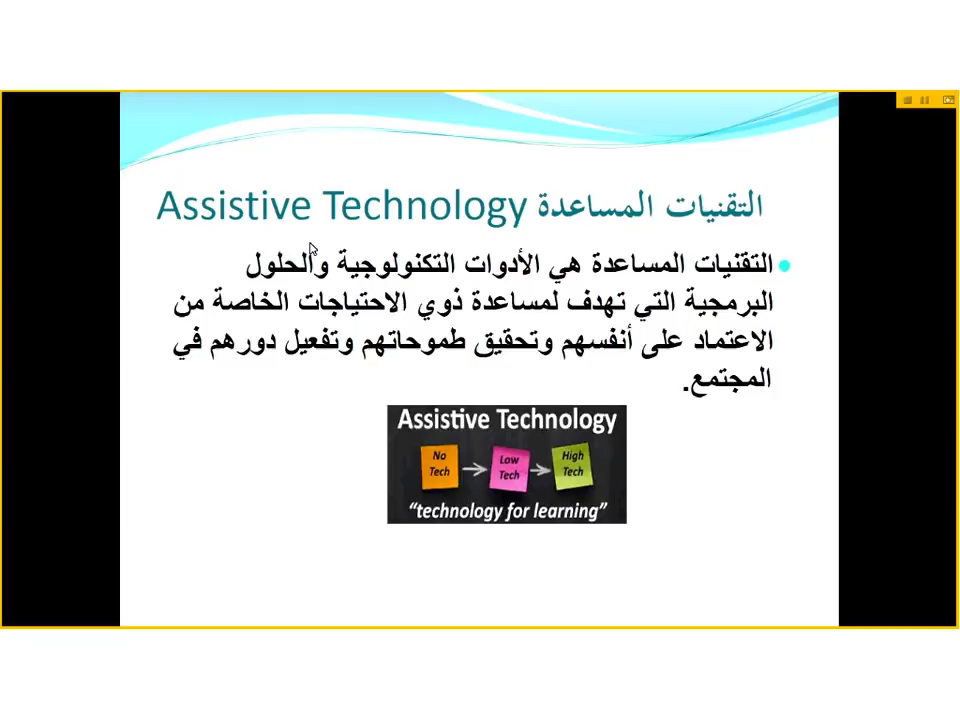 التقنيات المساعدة Assistive Technology
التقنيات المساعدة هي الأدوات التكنولوجية والحلول
البرمجية التي تهدف لمساعدة ذوي الاحتياجات الخاصة من
الاعتماد على أنفسهم وتحقيق طموحاتهم وتفعيل دورهم في
المجتمع.
Assistive Technology
No
Tech
Low
Tech
High
Tech
“technology for learning”